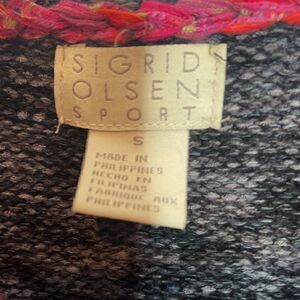 SIGRID
OLSEN
SPORT
S
MADE IN
PHILIPPINES
HECHO EN
FILIPINAS
FABRIQUE AUX
PHILIPPINES